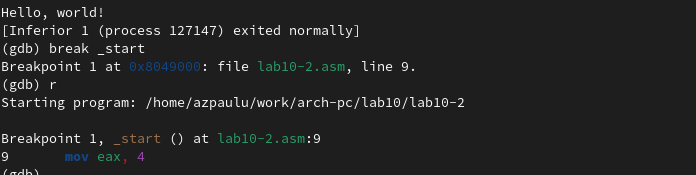 Hello, world!
[Inferior 1 (process 127147) exited normally]
(gdb) break _start
Breakpoint 1 at 0x8049000: file lab10-2.asm, line 9.
(gdb) r
Starting program: /home/azpaulu/work/arch-pc/lab10/lab10-2
Breakpoint 1, _start () at lab10-2.asm:9
9 mov eax, 4
(gdb)